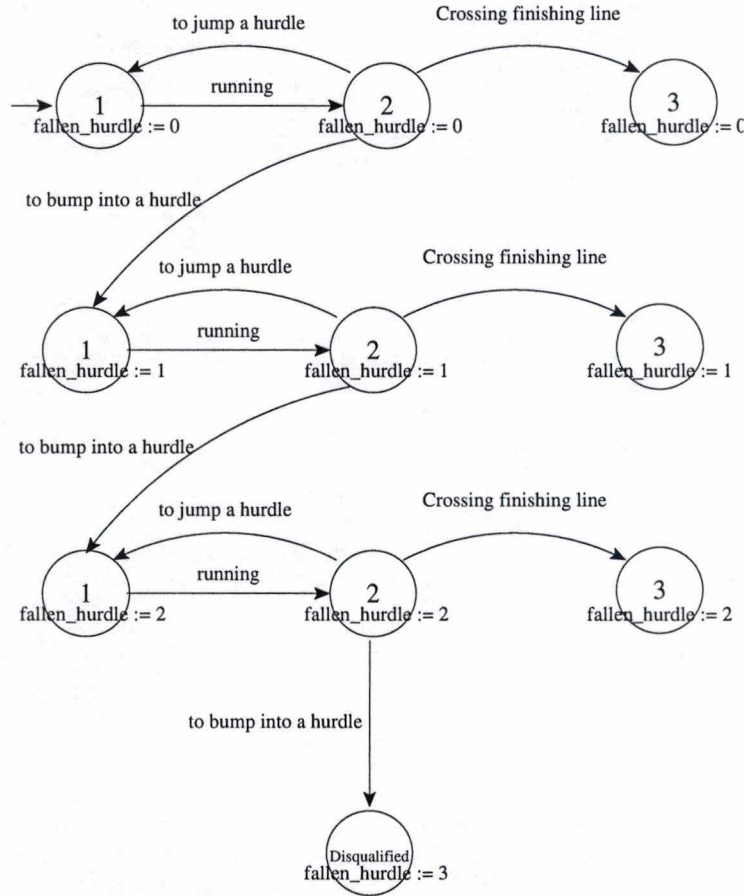 to jump a hurdle
Crossing finishing line
running
1
2
3
fallen_hurdle := 0
fallen_hurdle := 0
fallen_hurdle := 0
to bump into a hurdle
to jump a hurdle
Crossing finishing line
running
1
2
3
fallen_hurdle := 1
fallen_hurdle := 1
fallen_hurdle := 1
to bump into a hurdle
to jump a hurdle
Crossing finishing line
running
1
2
3
fallen_hurdle := 2
fallen_hurdle := 2
fallen_hurdle := 2
to bump into a hurdle
Disqualified
fallen_hurdle := 3